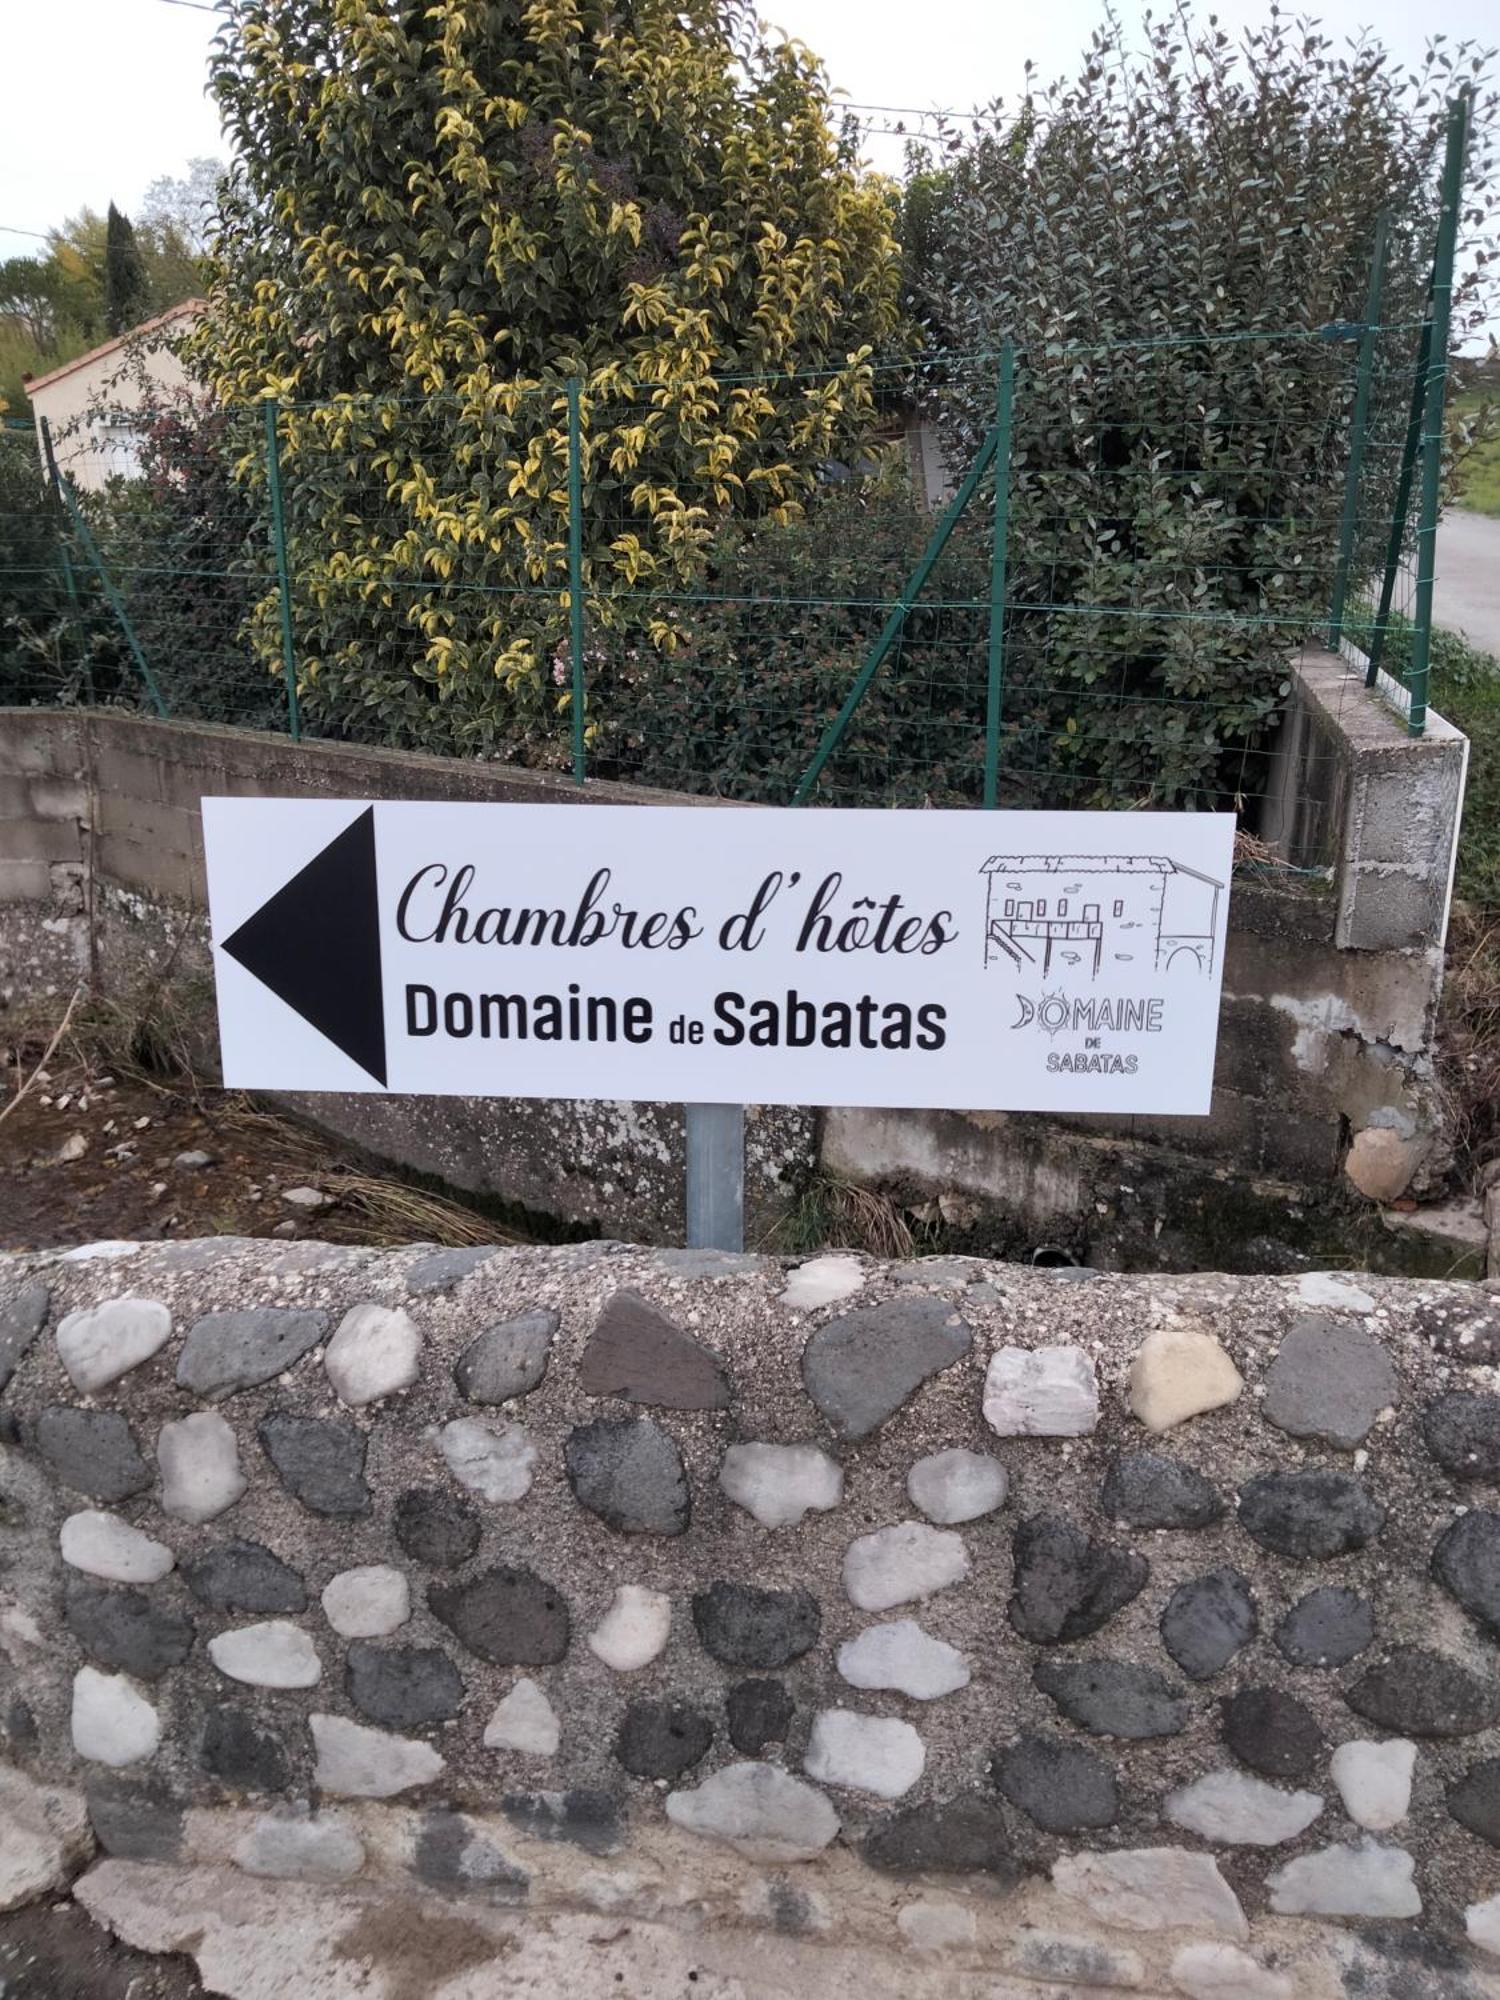 Chambres d'hôtes
Domaine de Sabatas
DOMAINE
DE
SABATAS